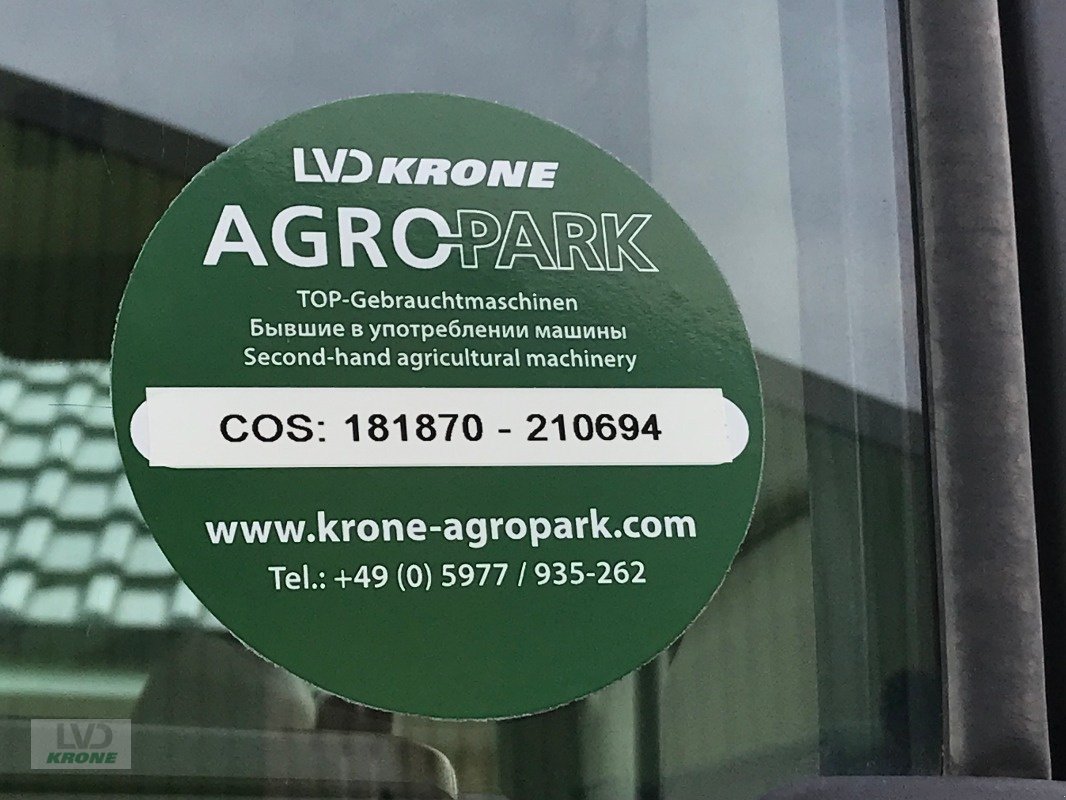 LVD KRONE
AGROPARK
TOP-Gebrauchtmaschinen
Бывшие в употреблении машины
Second-hand agricultural machinery
COS: 181870 - 210694
www.krone-agropark.com
Tel.: +49 (0) 5977 / 935-262
LVD
KRONE